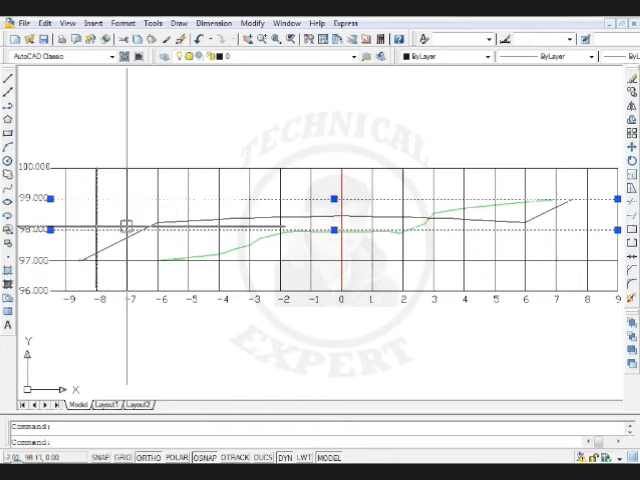 File Edit View Insert Format Tools Draw Dimension Modify Window Help Express
AutoCAD Classic 0 ByLayer ByLayer
TECHNICAL
100.000
99.000
98.000
97.000
96.000
-9 -8 -7 -6 -5 -4 -3 -2 -1 0 1 2 3 4 5 6 7 8 9
EXPERT
Y
X
Model Layout1 Layout2
Command:
Command:
SNAP GRID ORTHO POLAR OSNAP OTRACK DUCS DYN LWT MODEL